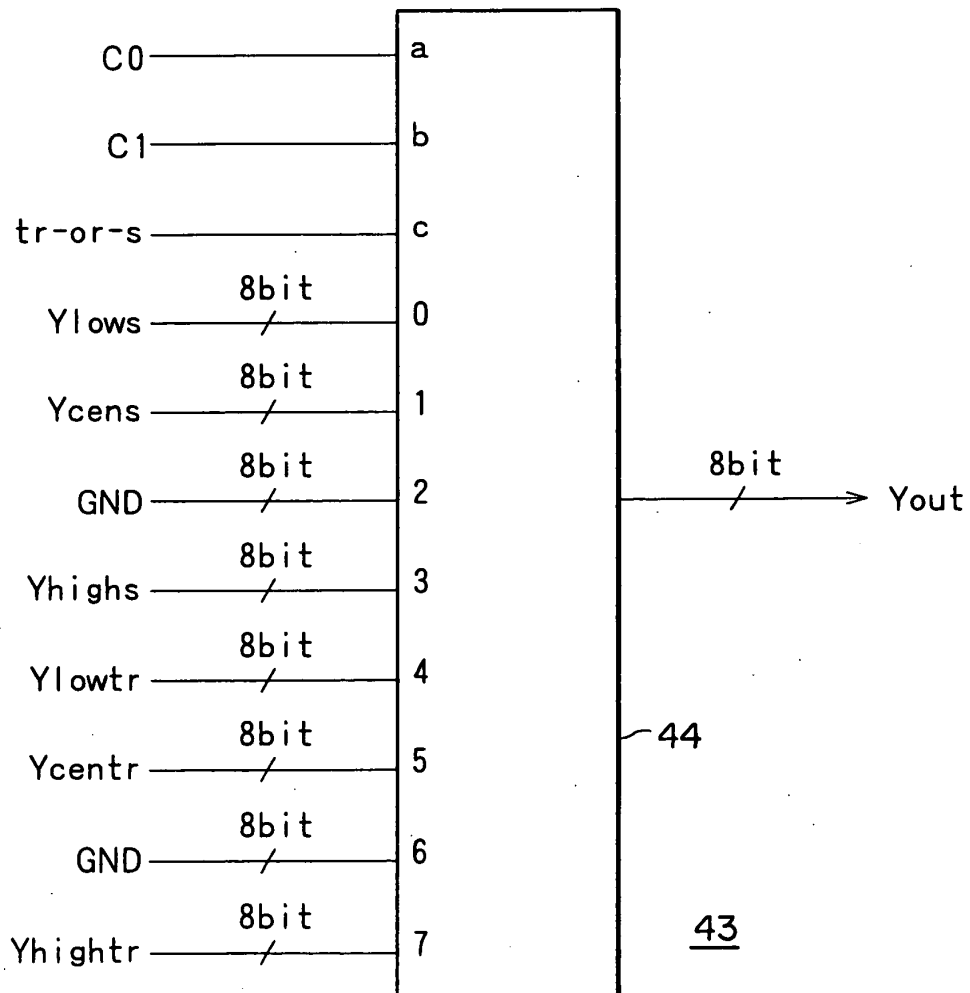 C0 a
C1 b
tr-or-s c
8bit
Ylows 0
8bit
Ycens 1
8bit
GND 2
8bit
Yout
8bit
Yhighs 3
8bit
Ylowtr 4
44
8bit
Ycentr 5
8bit
GND 6
8bit
Yhightr 7
43